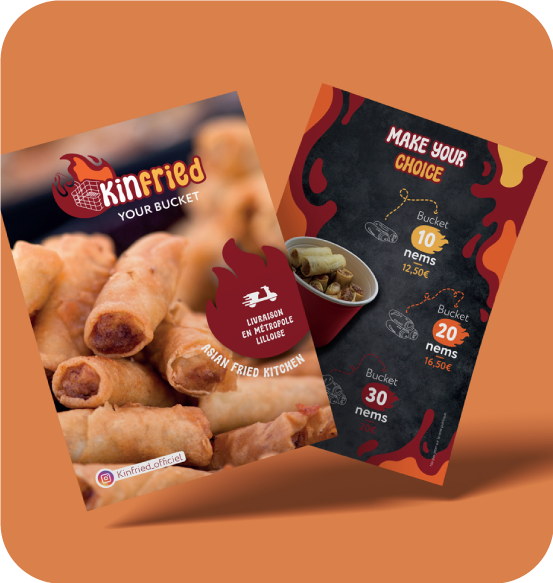 Kinfried
YOUR BUCKET
LIVRAISON
EN MÉTROPOLE
LILLOISE
ASIAN FRIED KITCHEN
Kinfried_officiel
MAKE YOUR
CHOICE
Bucket
10
nems
12,50€
Bucket
20
nems
16,50€
Bucket
30
nems